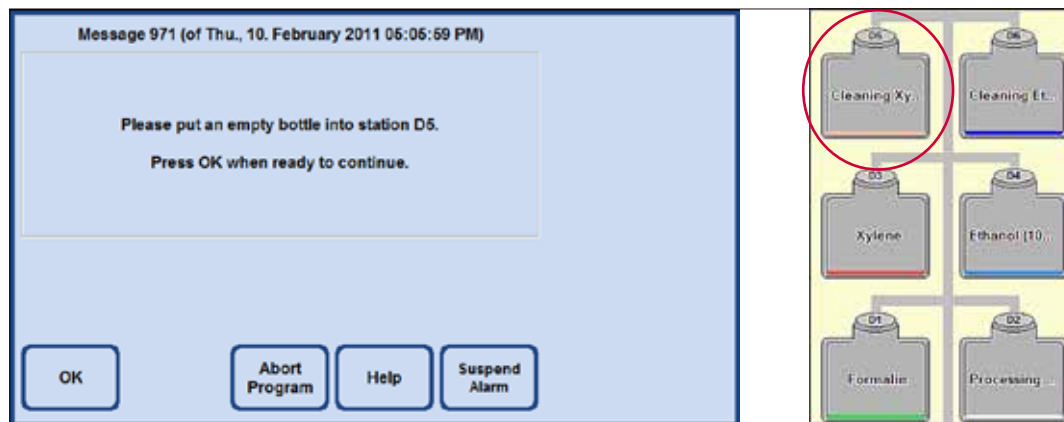 Message 971 (of Thu., 10. February 2011 05:05:59 PM)
Please put an empty bottle into station D5.
Press OK when ready to continue.
OK
Abort
Program
Help
Suspend
Alarm
D5
D6
Cleaning Xy..
Cleaning Et..
D3
D4
Xylene
Ethanol (10...
D1
D2
Formalin
Processing ...